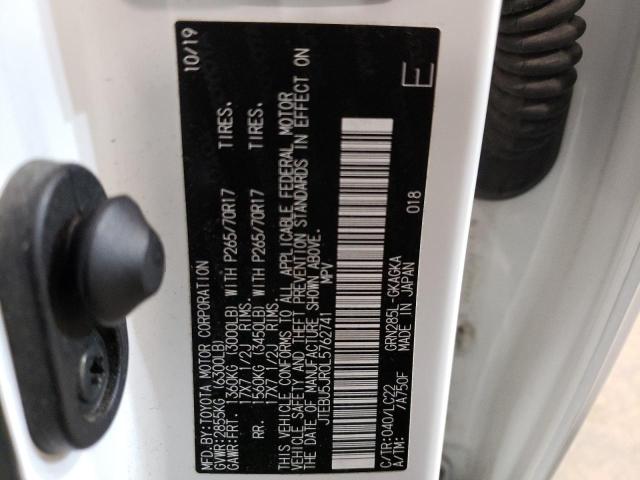 MFD.BY:TOYOTA MOTOR CORPORATION 10/19
GVWR:2855KG (6300LB)
GAWR:FRT. 1360KG (3000LB) WITH P265/70R17 TIRES.
17X7 1/2J RIMS.
RR. 1560KG (3450LB) WITH P265/70R17 TIRES.
17X7 1/2J RIMS.
THIS VEHICLE CONFORMS TO ALL APPLICABLE FEDERAL MOTOR
VEHICLE SAFETY AND THEFT PREVENTION STANDARDS IN EFFECT ON
THE DATE OF MANUFACTURE SHOWN ABOVE.
JTEBU5JR0L5762741 MPV
E
C/TR:040/LC22 GRN285L-GKAGKA 018
A/TM: /A750F MADE IN JAPAN